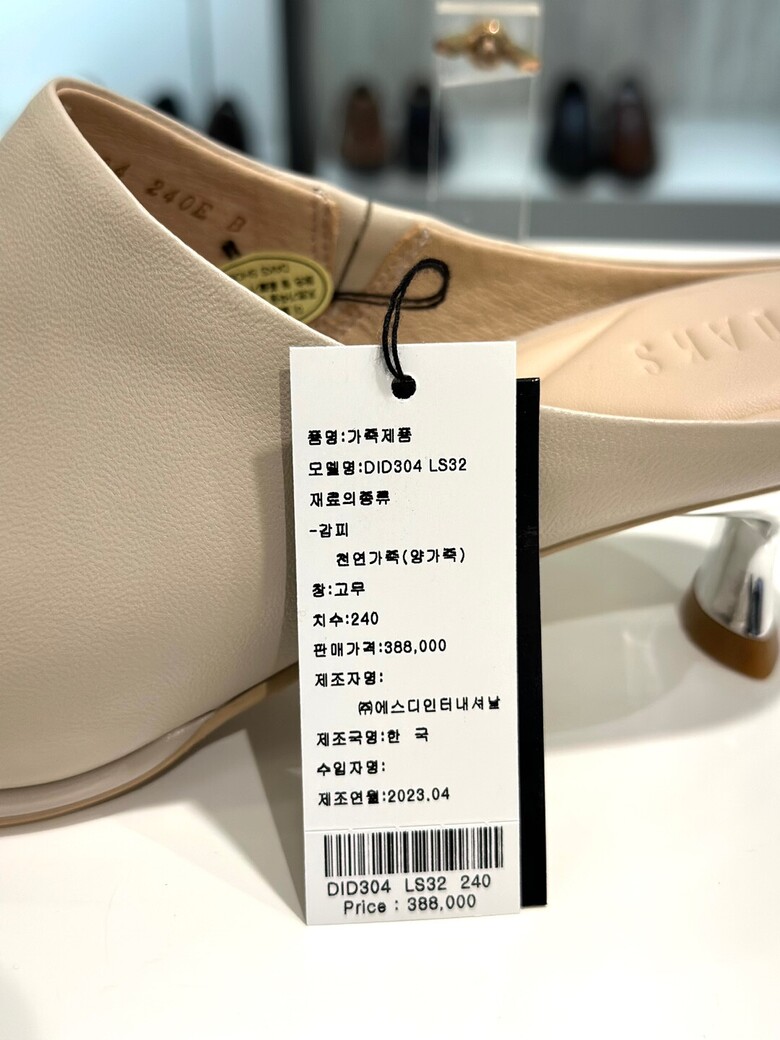 240E B
품명:가죽제품
모델명:DID304 LS32
재료의종류
-갑피
천연가죽(양가죽)
창:고무
치수:240
판매가격:388,000
제조자명:
㈜에스디인터내셔날
제조국명:한 국
수입자명:
제조연월:2023.04
DID304 LS32 240
Price : 388,000